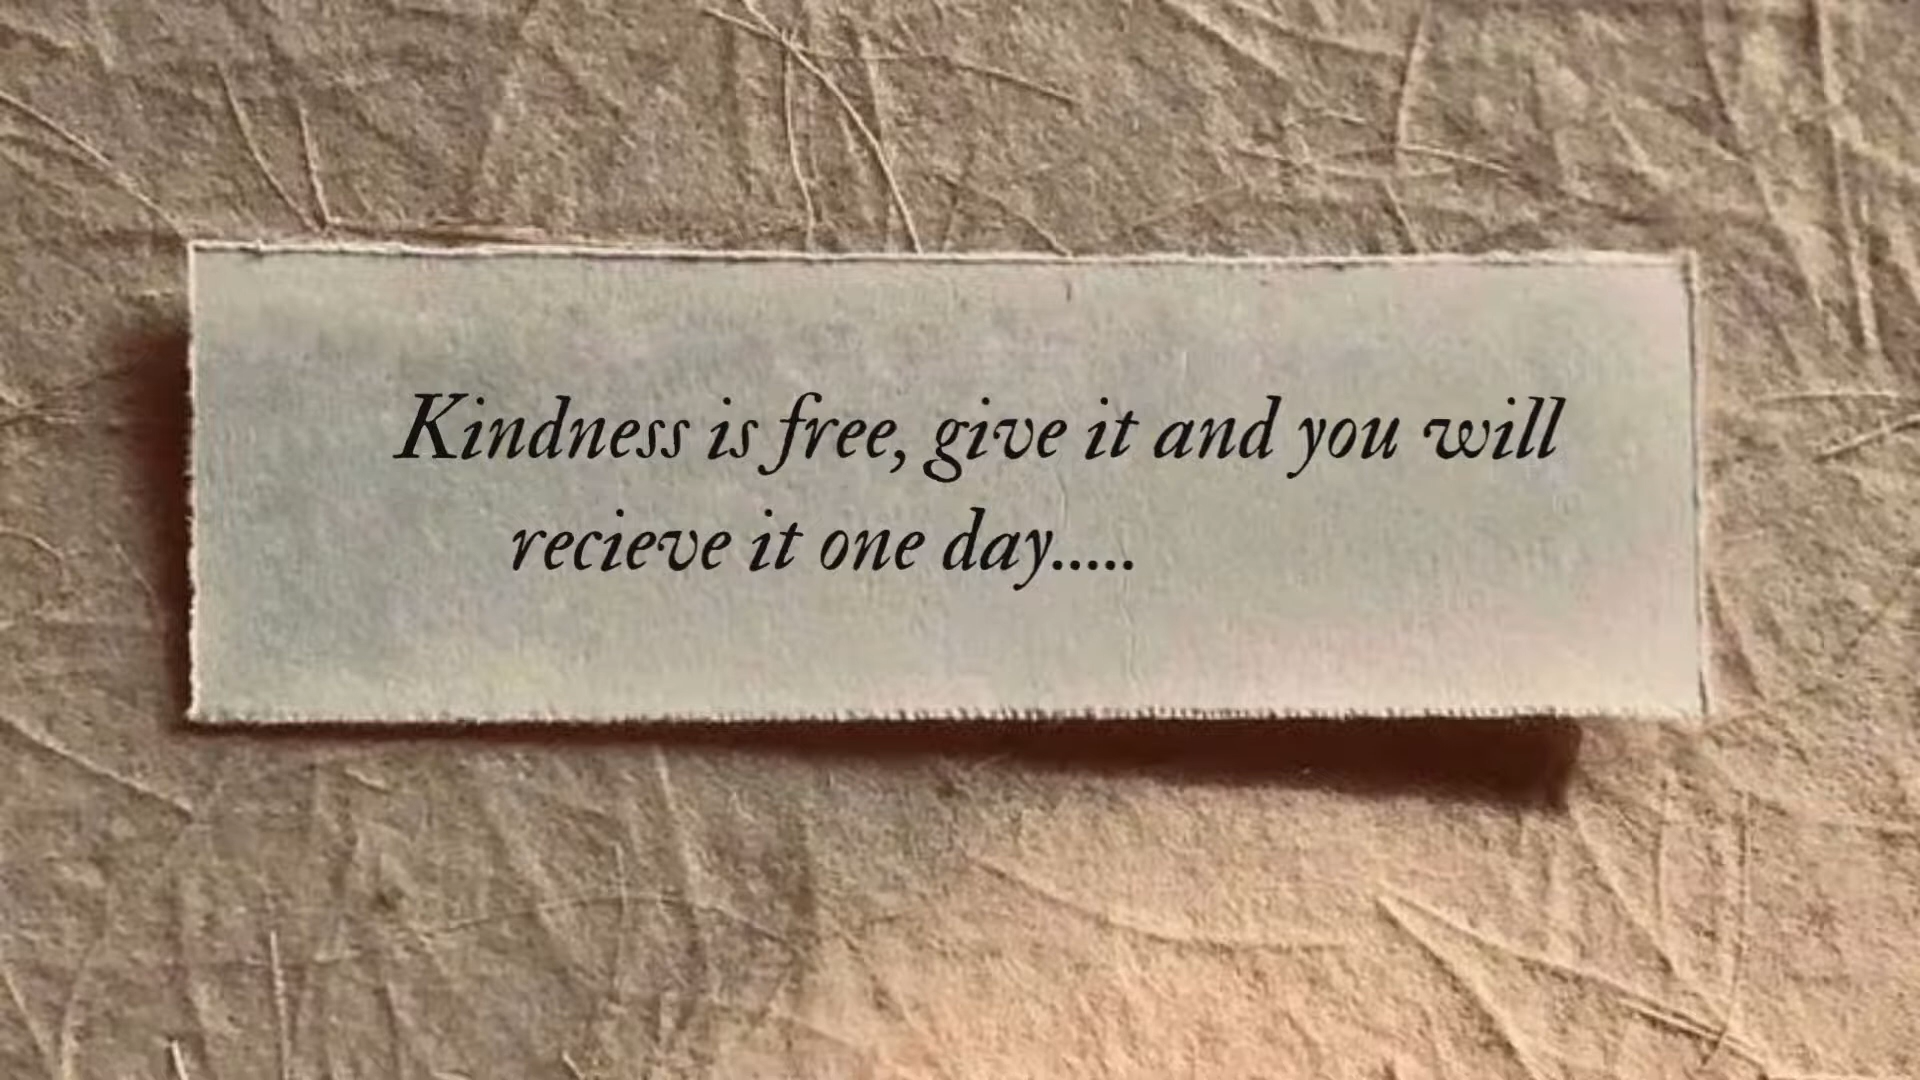 Kindness is free, give it and you will
recieve it one day.....